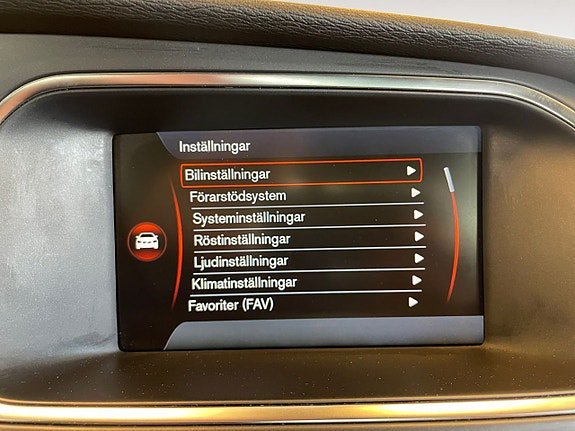 Inställningar
Bilinställningar
Förarstödsystem
Systeminställningar
Röstinställningar
Ljudinställningar
Klimatinställningar
Favoriter (FAV)